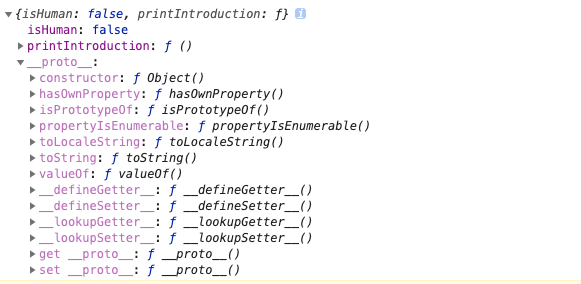 ▼{isHuman: false, printIntroduction: ƒ} i
isHuman: false
▶printIntroduction: ƒ ()
▼__proto__:
▶constructor: ƒ Object()
▶hasOwnProperty: ƒ hasOwnProperty()
▶isPrototypeOf: ƒ isPrototypeOf()
▶propertyIsEnumerable: ƒ propertyIsEnumerable()
▶toLocaleString: ƒ toLocaleString()
▶toString: ƒ toString()
▶valueOf: ƒ valueOf()
▶__defineGetter__: ƒ __defineGetter__()
▶__defineSetter__: ƒ __defineSetter__()
▶__lookupGetter__: ƒ __lookupGetter__()
▶__lookupSetter__: ƒ __lookupSetter__()
▶get __proto__: ƒ __proto__()
▶set __proto__: ƒ __proto__()